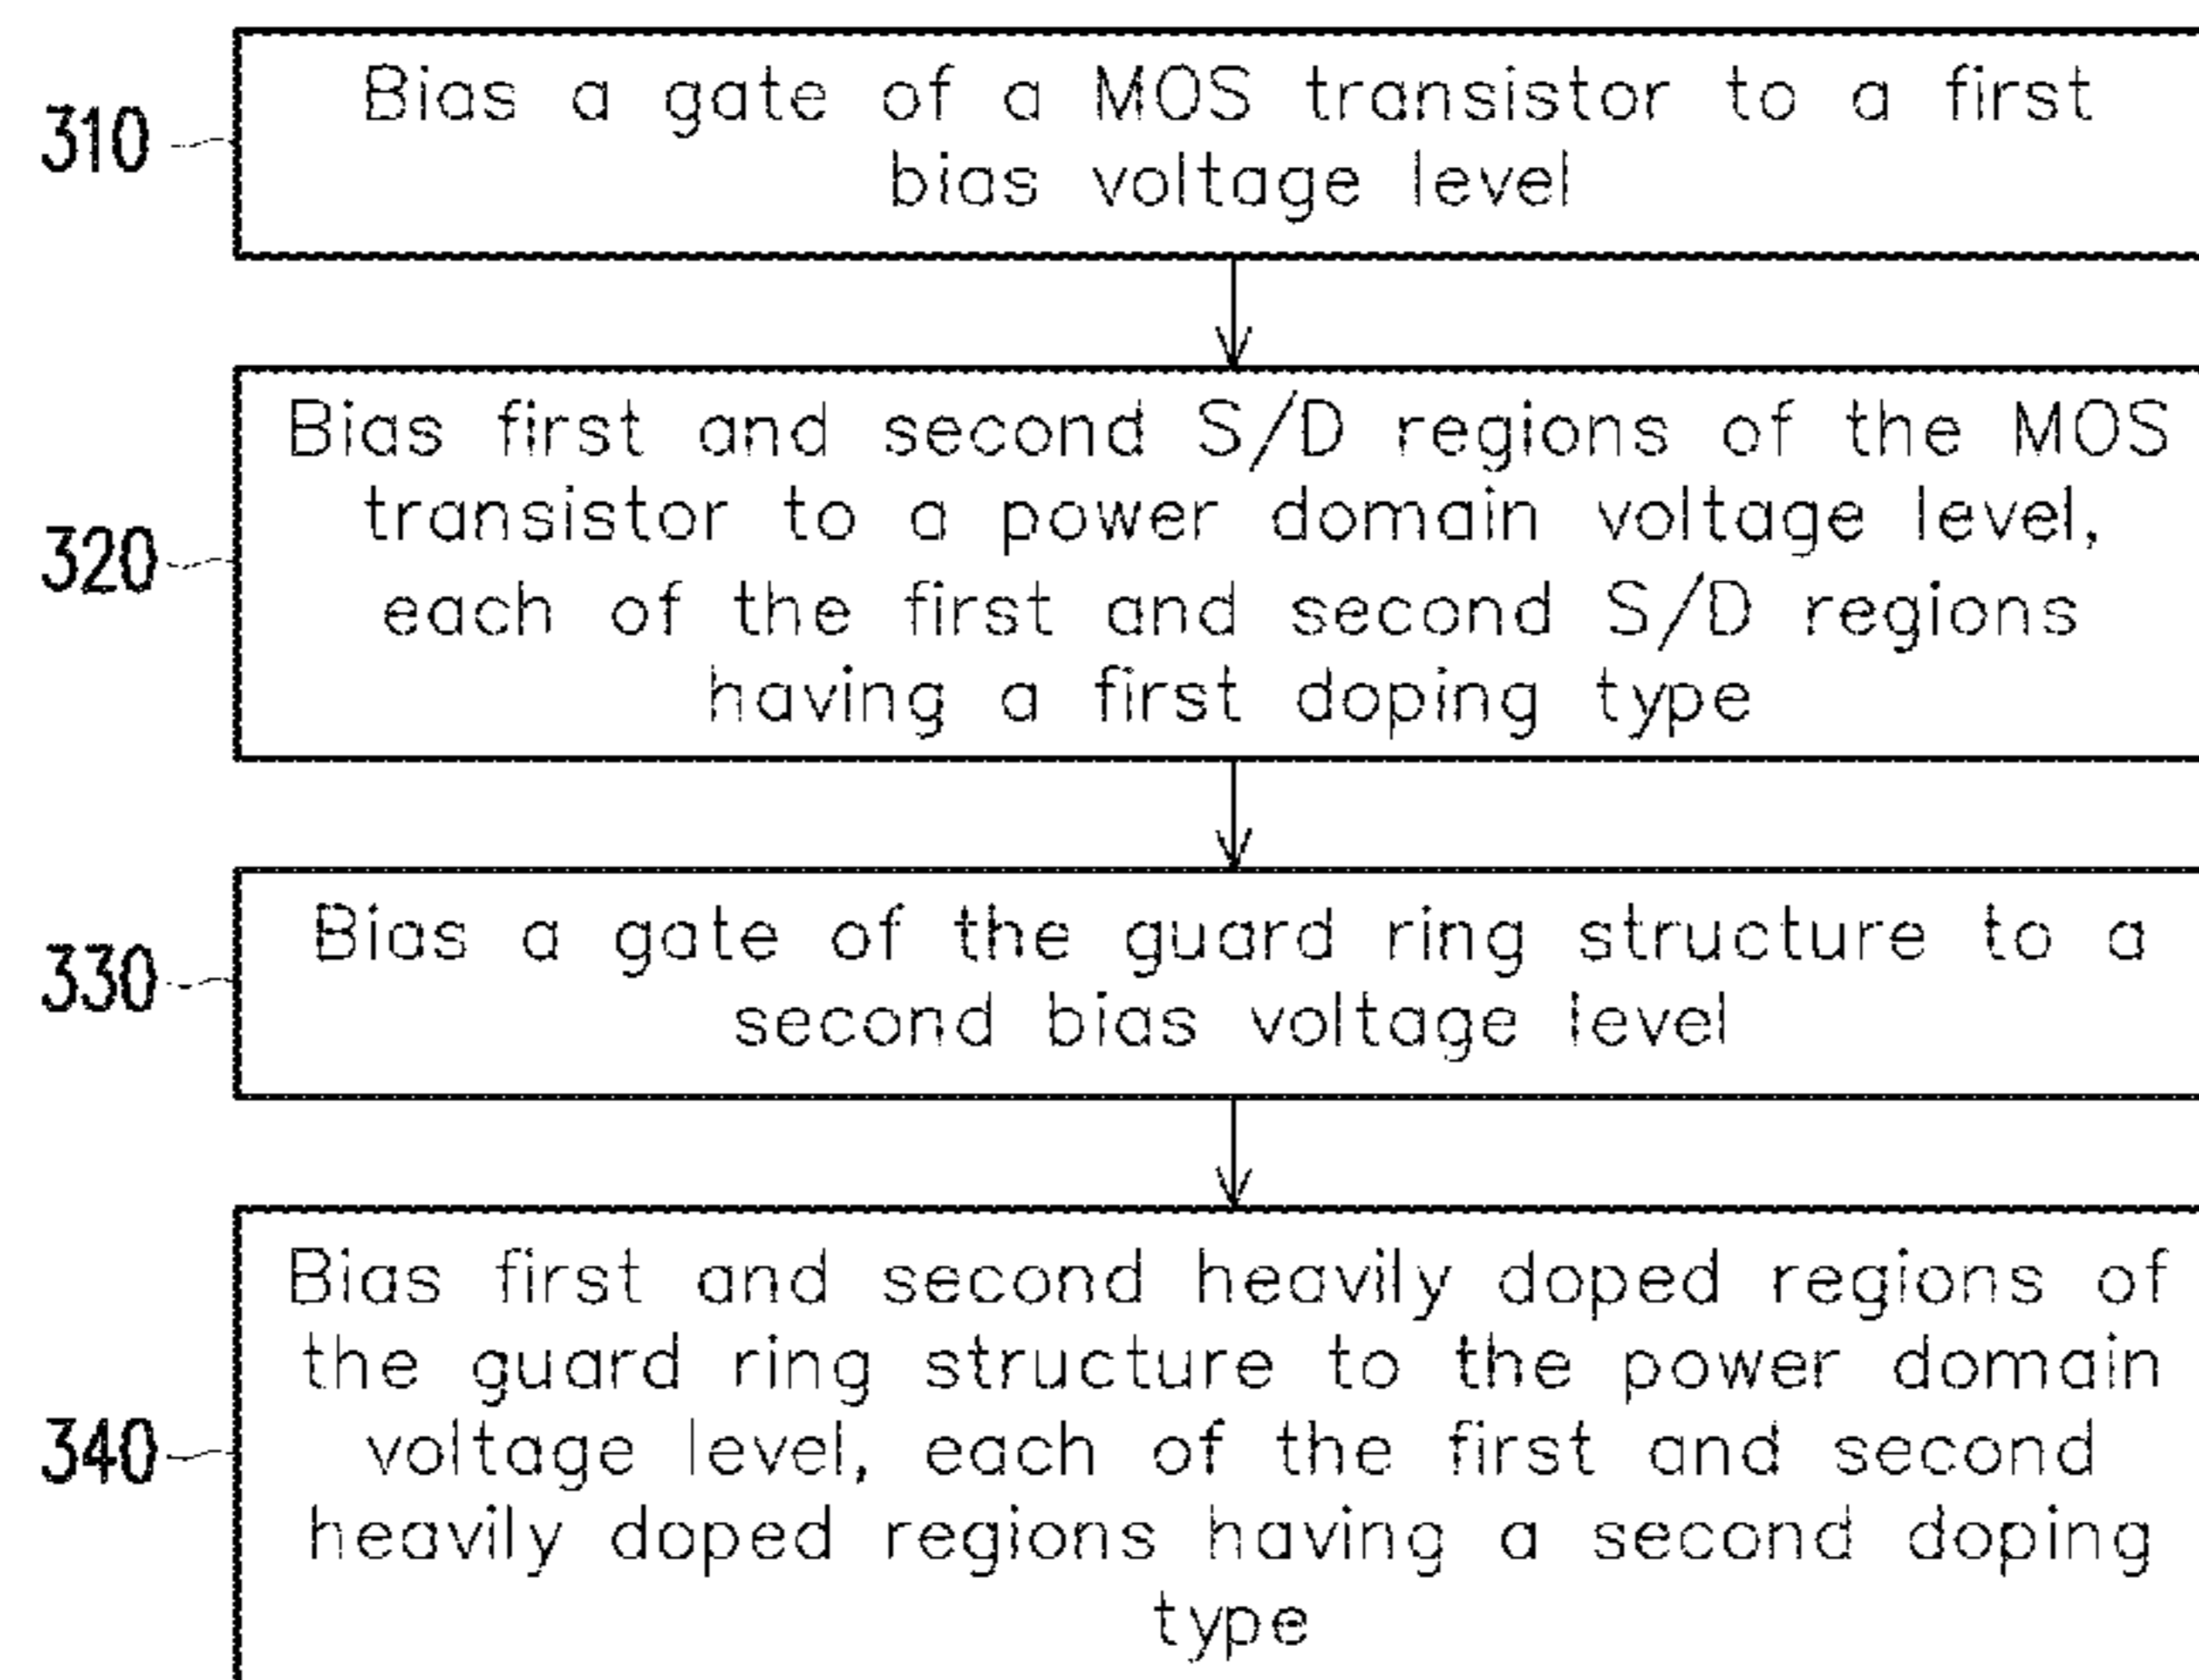 310
Bias a gate of a MOS transistor to a first
bias voltage level
320
Bias first and second S/D regions of the MOS
transistor to a power domain voltage level,
each of the first and second S/D regions
having a first doping type
330
Bias a gate of the guard ring structure to a
second bias voltage level
340
Bias first and second heavily doped regions of
the guard ring structure to the power domain
voltage level, each of the first and second
heavily doped regions having a second doping
type